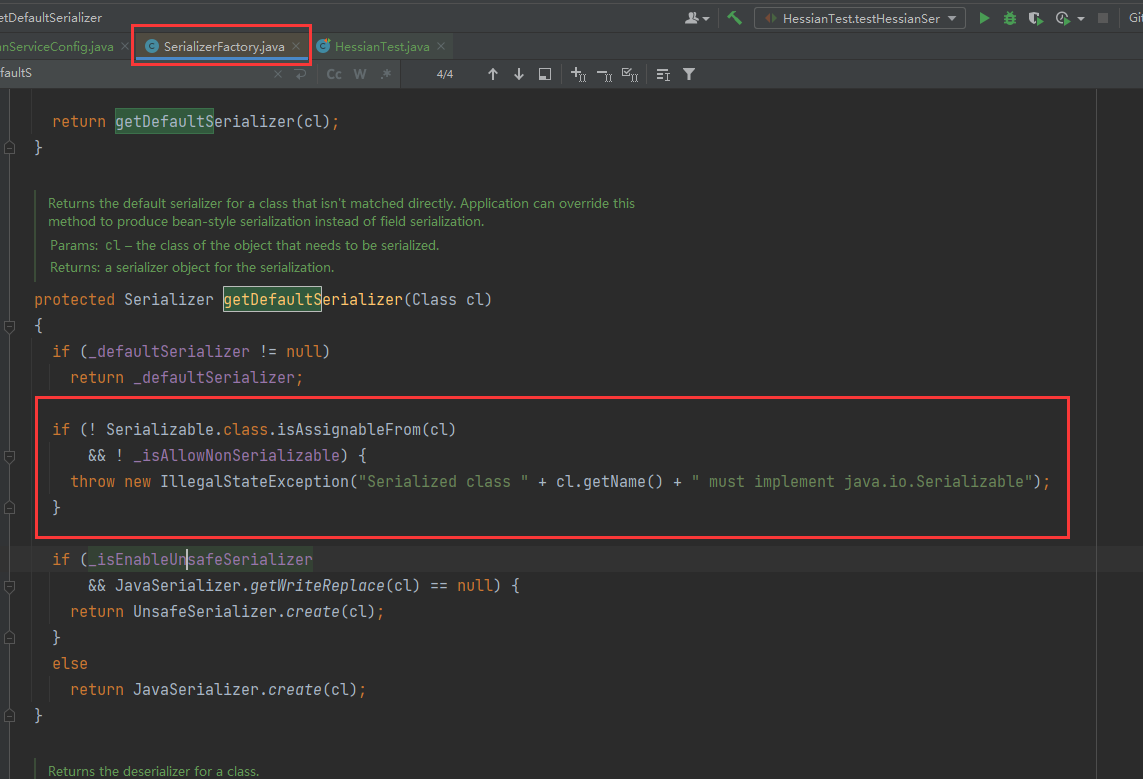 etDefaultSerializer
HessianTest.testHessianSer
Git
nServiceConfig.java
SerializerFactory.java
HessianTest.java
faultS
Cc
W
.*
4/4
return getDefaultSerializer(cl);
}
Returns the default serializer for a class that isn't matched directly. Application can override this
method to produce bean-style serialization instead of field serialization.
Params: cl – the class of the object that needs to be serialized.
Returns: a serializer object for the serialization.
protected Serializer getDefaultSerializer(Class cl)
{
if (_defaultSerializer != null)
return _defaultSerializer;
if (! Serializable.class.isAssignableFrom(cl)
&& ! _isAllowNonSerializable) {
throw new IllegalStateException("Serialized class " + cl.getName() + " must implement java.io.Serializable");
}
if (_isEnableUnsafeSerializer
&& JavaSerializer.getWriteReplace(cl) == null) {
return UnsafeSerializer.create(cl);
}
else
return JavaSerializer.create(cl);
}
Returns the deserializer for a class.